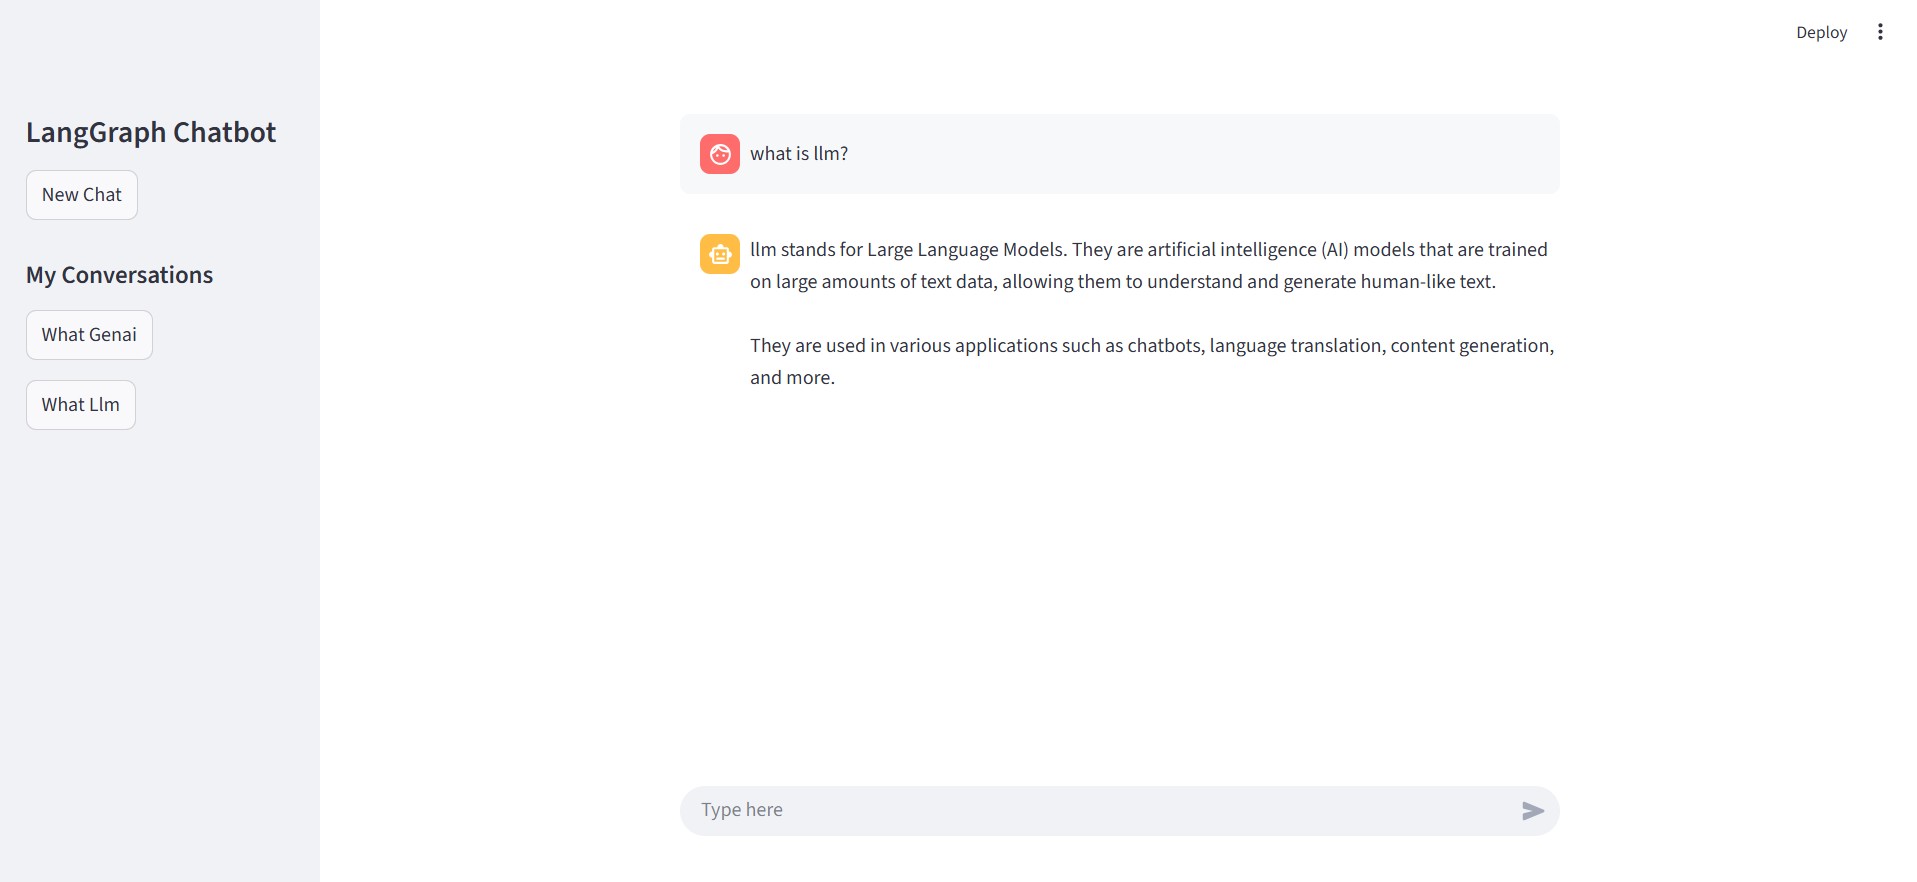 Deploy
LangGraph Chatbot
New Chat
My Conversations
What Genai
What Llm
what is llm?
llm stands for Large Language Models. They are artificial intelligence (AI) models that are trained
on large amounts of text data, allowing them to understand and generate human-like text.
They are used in various applications such as chatbots, language translation, content generation,
and more.
Type here